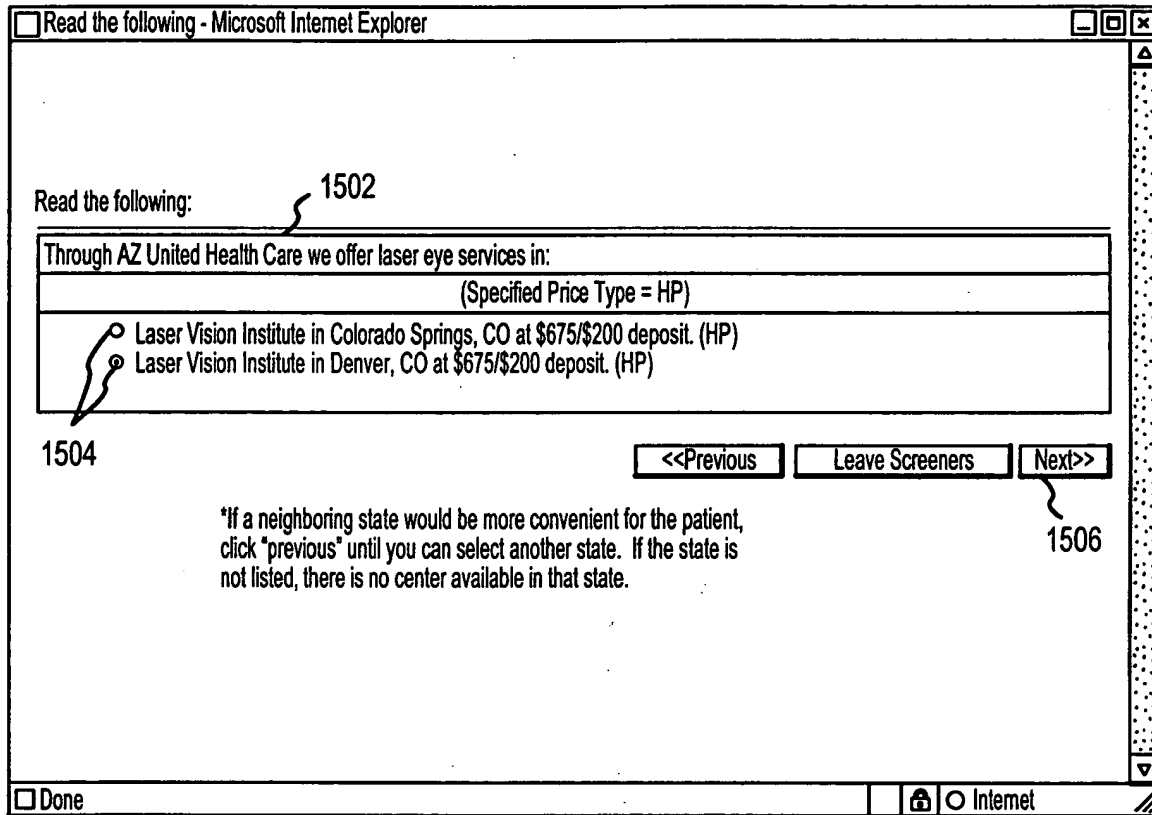 Read the following - Microsoft Internet Explorer
Read the following:
1502
Through AZ United Health Care we offer laser eye services in:
(Specified Price Type = HP)
Laser Vision Institute in Colorado Springs, CO at $675/$200 deposit. (HP)
Laser Vision Institute in Denver, CO at $675/$200 deposit. (HP)
1504
<<Previous
Leave Screeners
Next>>
1506
*If a neighboring state would be more convenient for the patient,
click "previous" until you can select another state. If the state is
not listed, there is no center available in that state.
Done
Internet